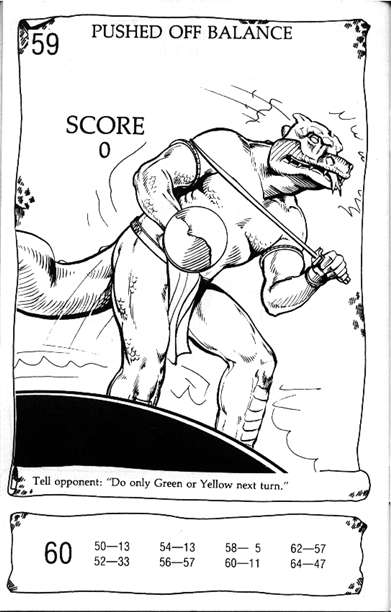 59
PUSHED OFF BALANCE
SCORE
0
Tell opponent: "Do only Green or Yellow next turn."
60
50—13 54—13 58— 5 62—57
52—33 56—57 60—11 64—47